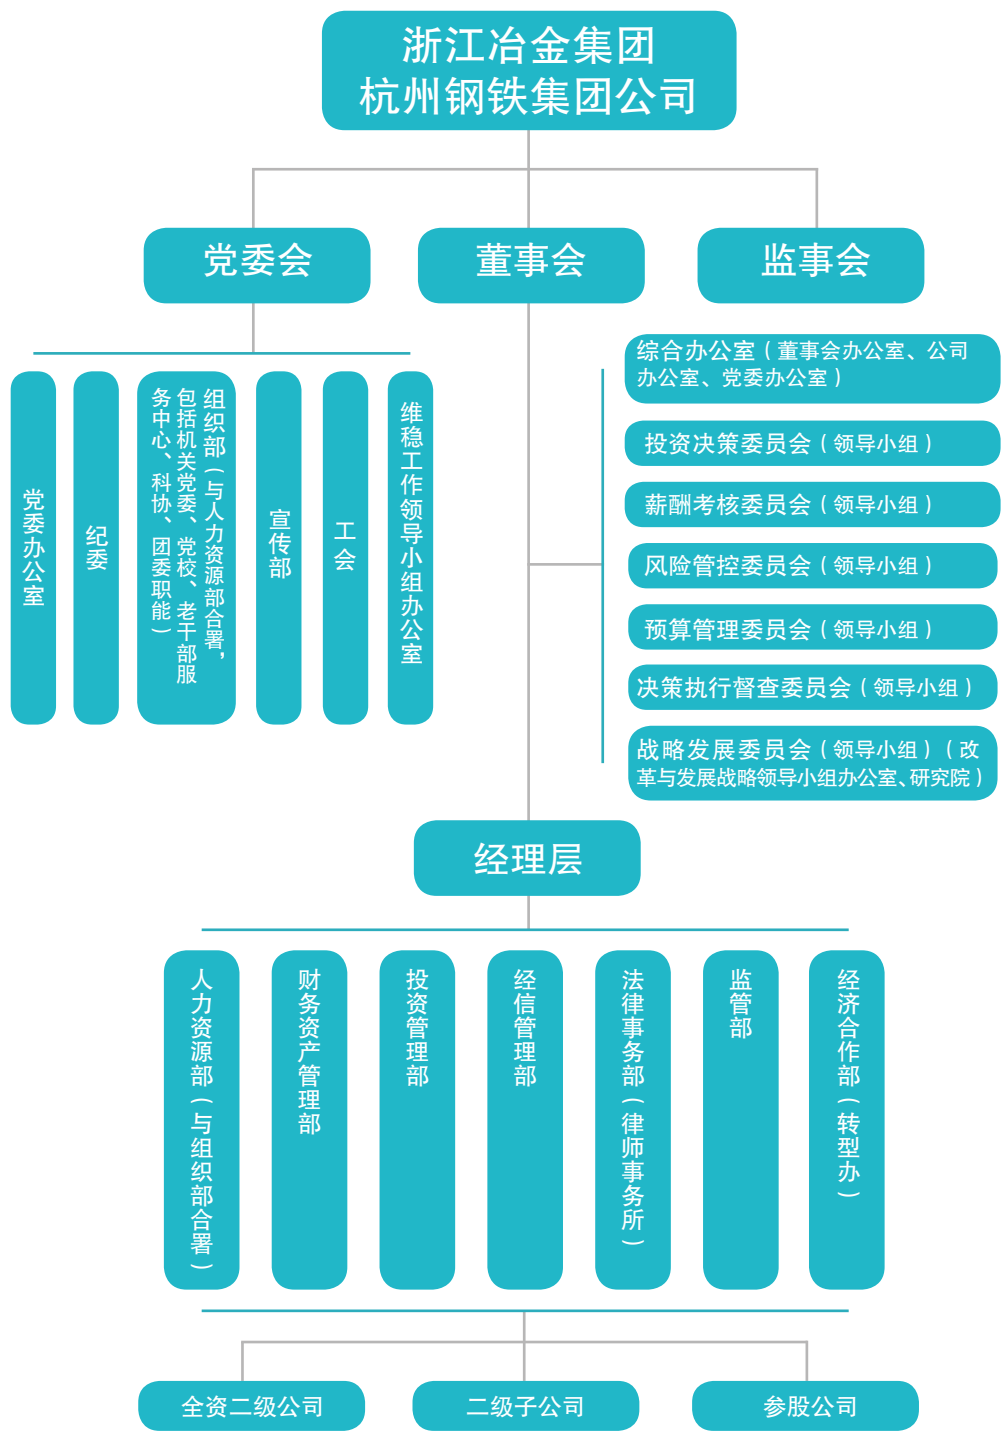 浙江冶金集团
杭州钢铁集团公司
党委会
董事会
监事会
党委办公室
纪委
组织部（与人力资源部合署，
包括机关党委、党校、老干部服
务中心、科协、团委职能）
宣传部
工会
维稳工作领导小组办公室
综合办公室（董事会办公室、公司
办公室、党委办公室）
投资决策委员会（领导小组）
薪酬考核委员会（领导小组）
风险管控委员会（领导小组）
预算管理委员会（领导小组）
决策执行督查委员会（领导小组）
战略发展委员会（领导小组）（改
革与发展战略领导小组办公室、研究院）
经理层
人力资源部（与组织部合署）
财务资产管理部
投资管理部
经信管理部
法律事务部（律师事务所）
监管部
经济合作部（转型办）
全资二级公司
二级子公司
参股公司